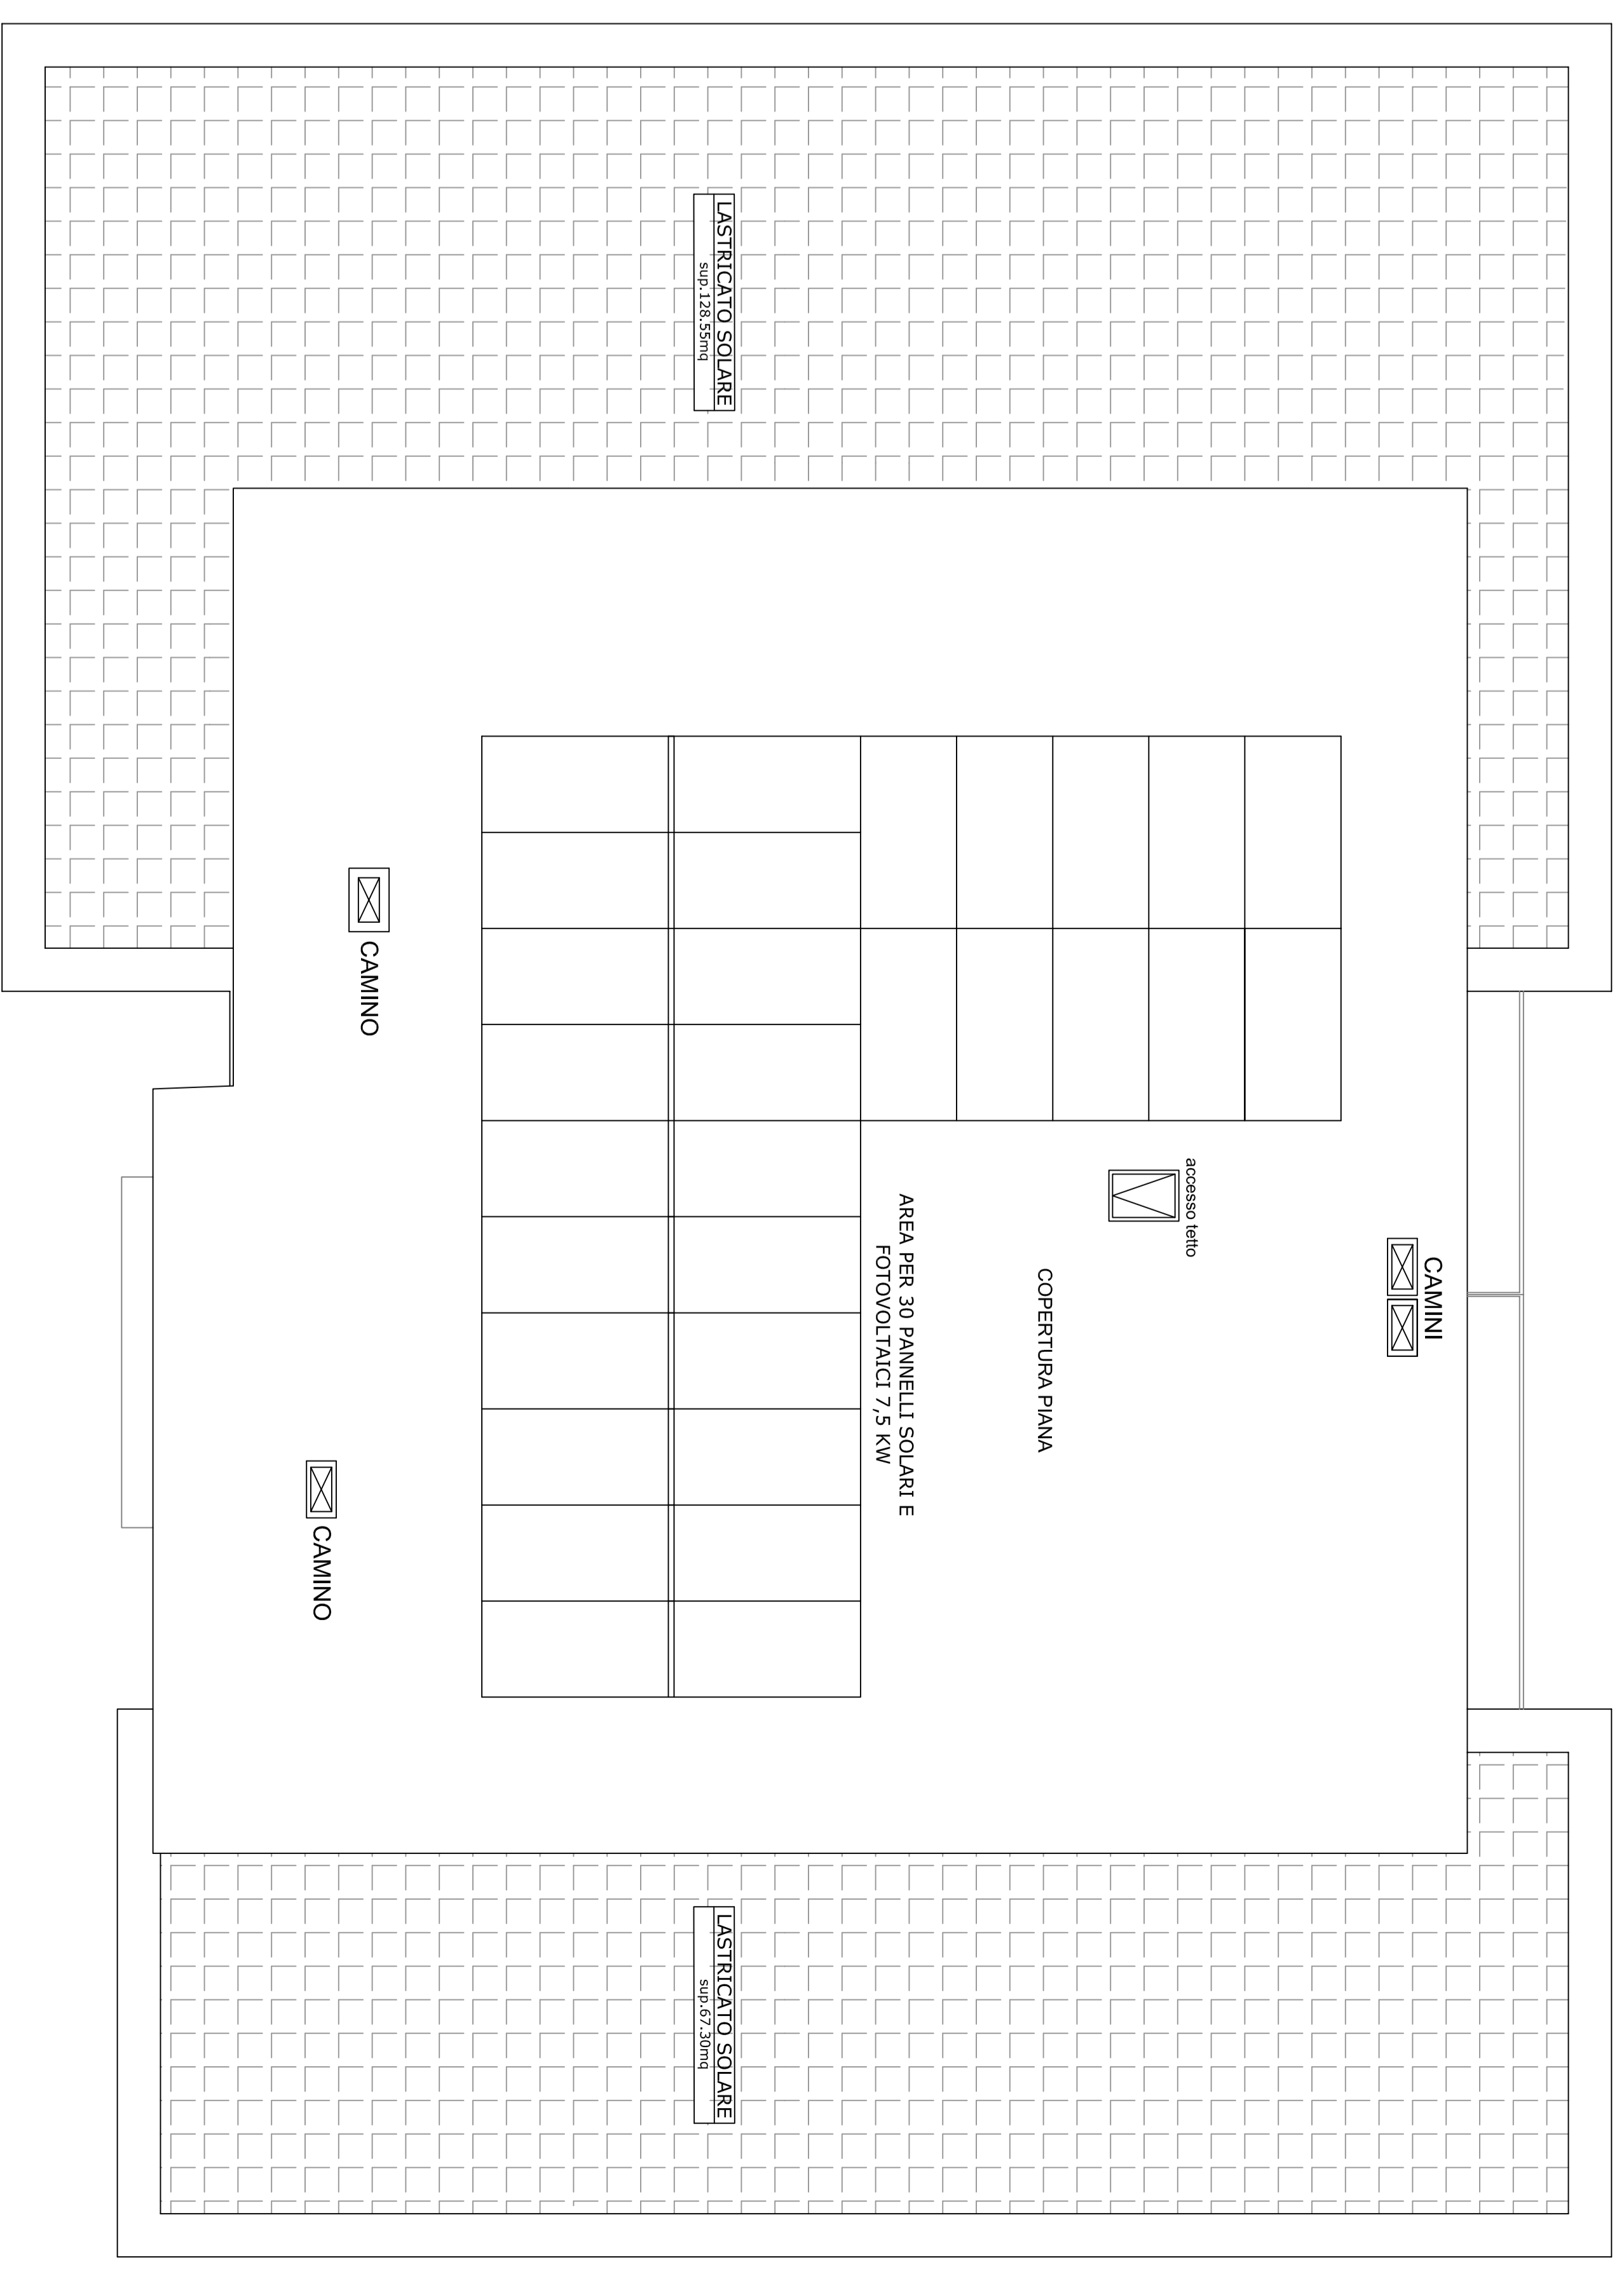 LASTRICATO SOLARE
sup.128.55mq
CAMINO
accesso tetto
CAMINI
COPERTURA PIANA
AREA PER 30 PANNELLI SOLARI E
FOTOVOLTAICI 7,5 KW
CAMINO
LASTRICATO SOLARE
sup.67.30mq